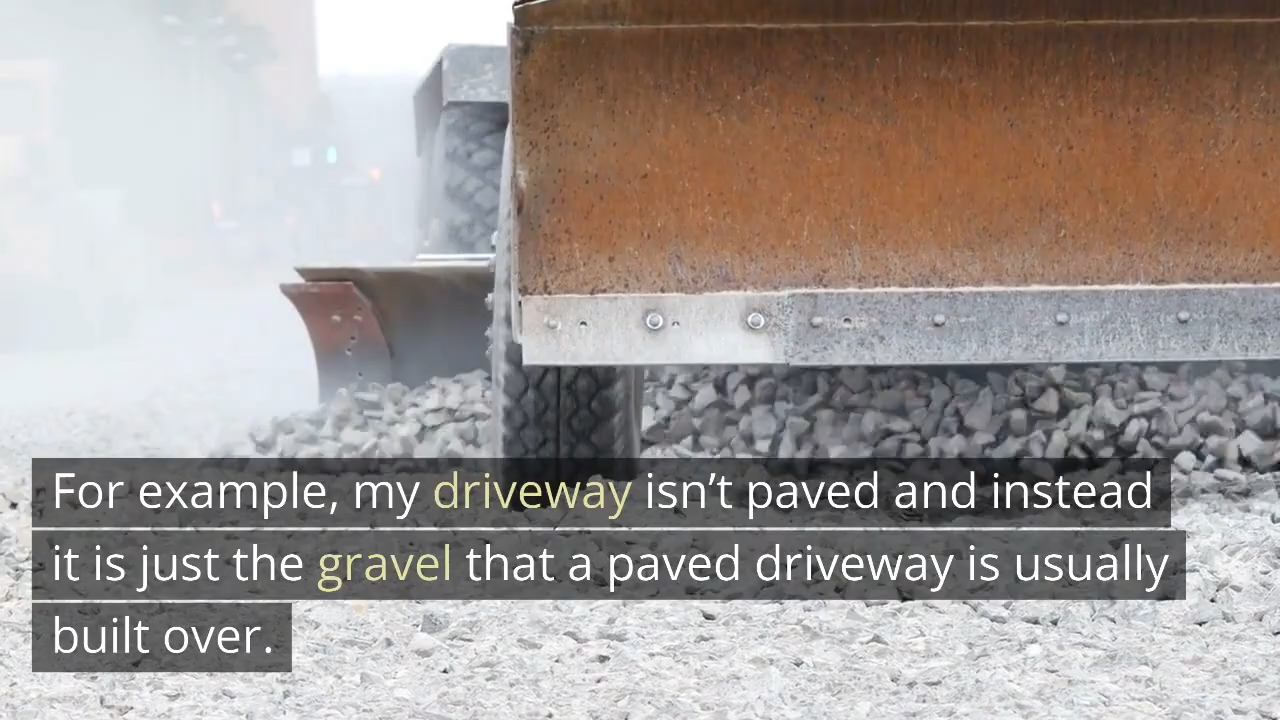 For example, my driveway isn’t paved and instead
it is just the gravel that a paved driveway is usually
built over.